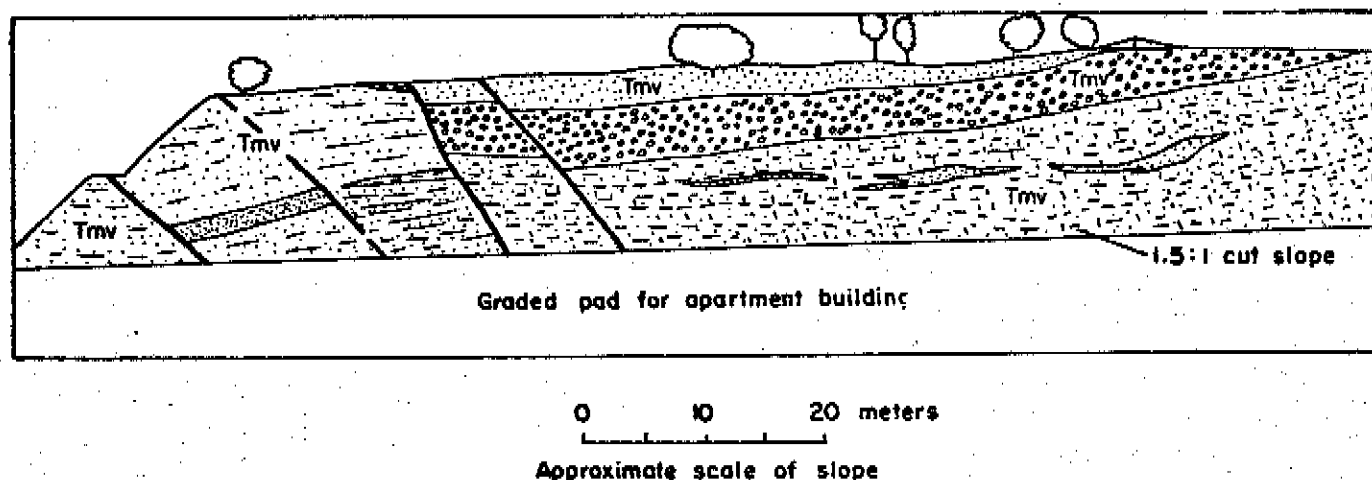 Tmv
Tmv
Tmv
Tmv
Tmv
1.5:1 cut slope
Graded pad for apartment building
0 10 20 meters
Approximate scale of slope